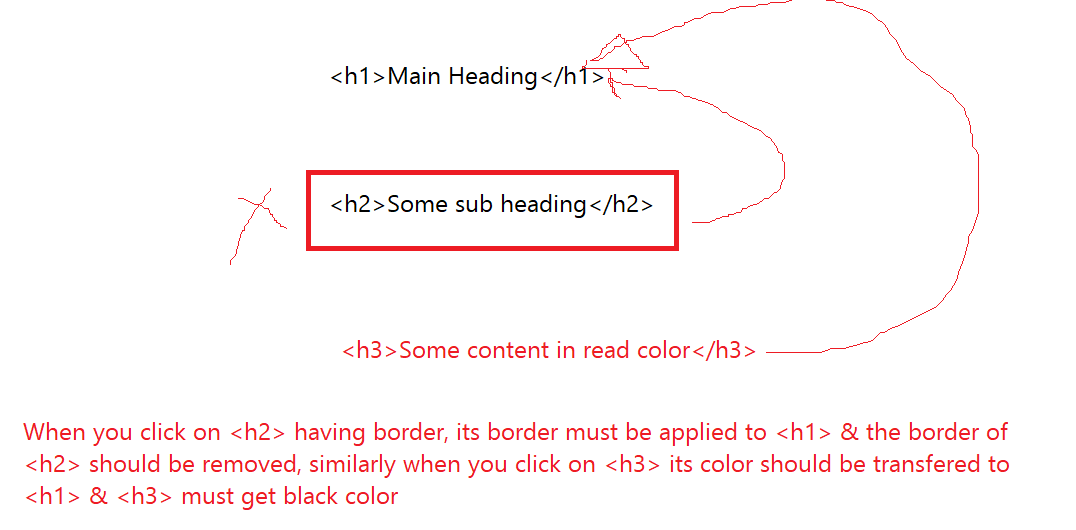 <h1>Main Heading</h1>
<h2>Some sub heading</h2>
<h3>Some content in read color</h3>
When you click on <h2> having border, its border must be applied to <h1> & the border of
<h2> should be removed, similarly when you click on <h3> its color should be transfered to
<h1> & <h3> must get black color